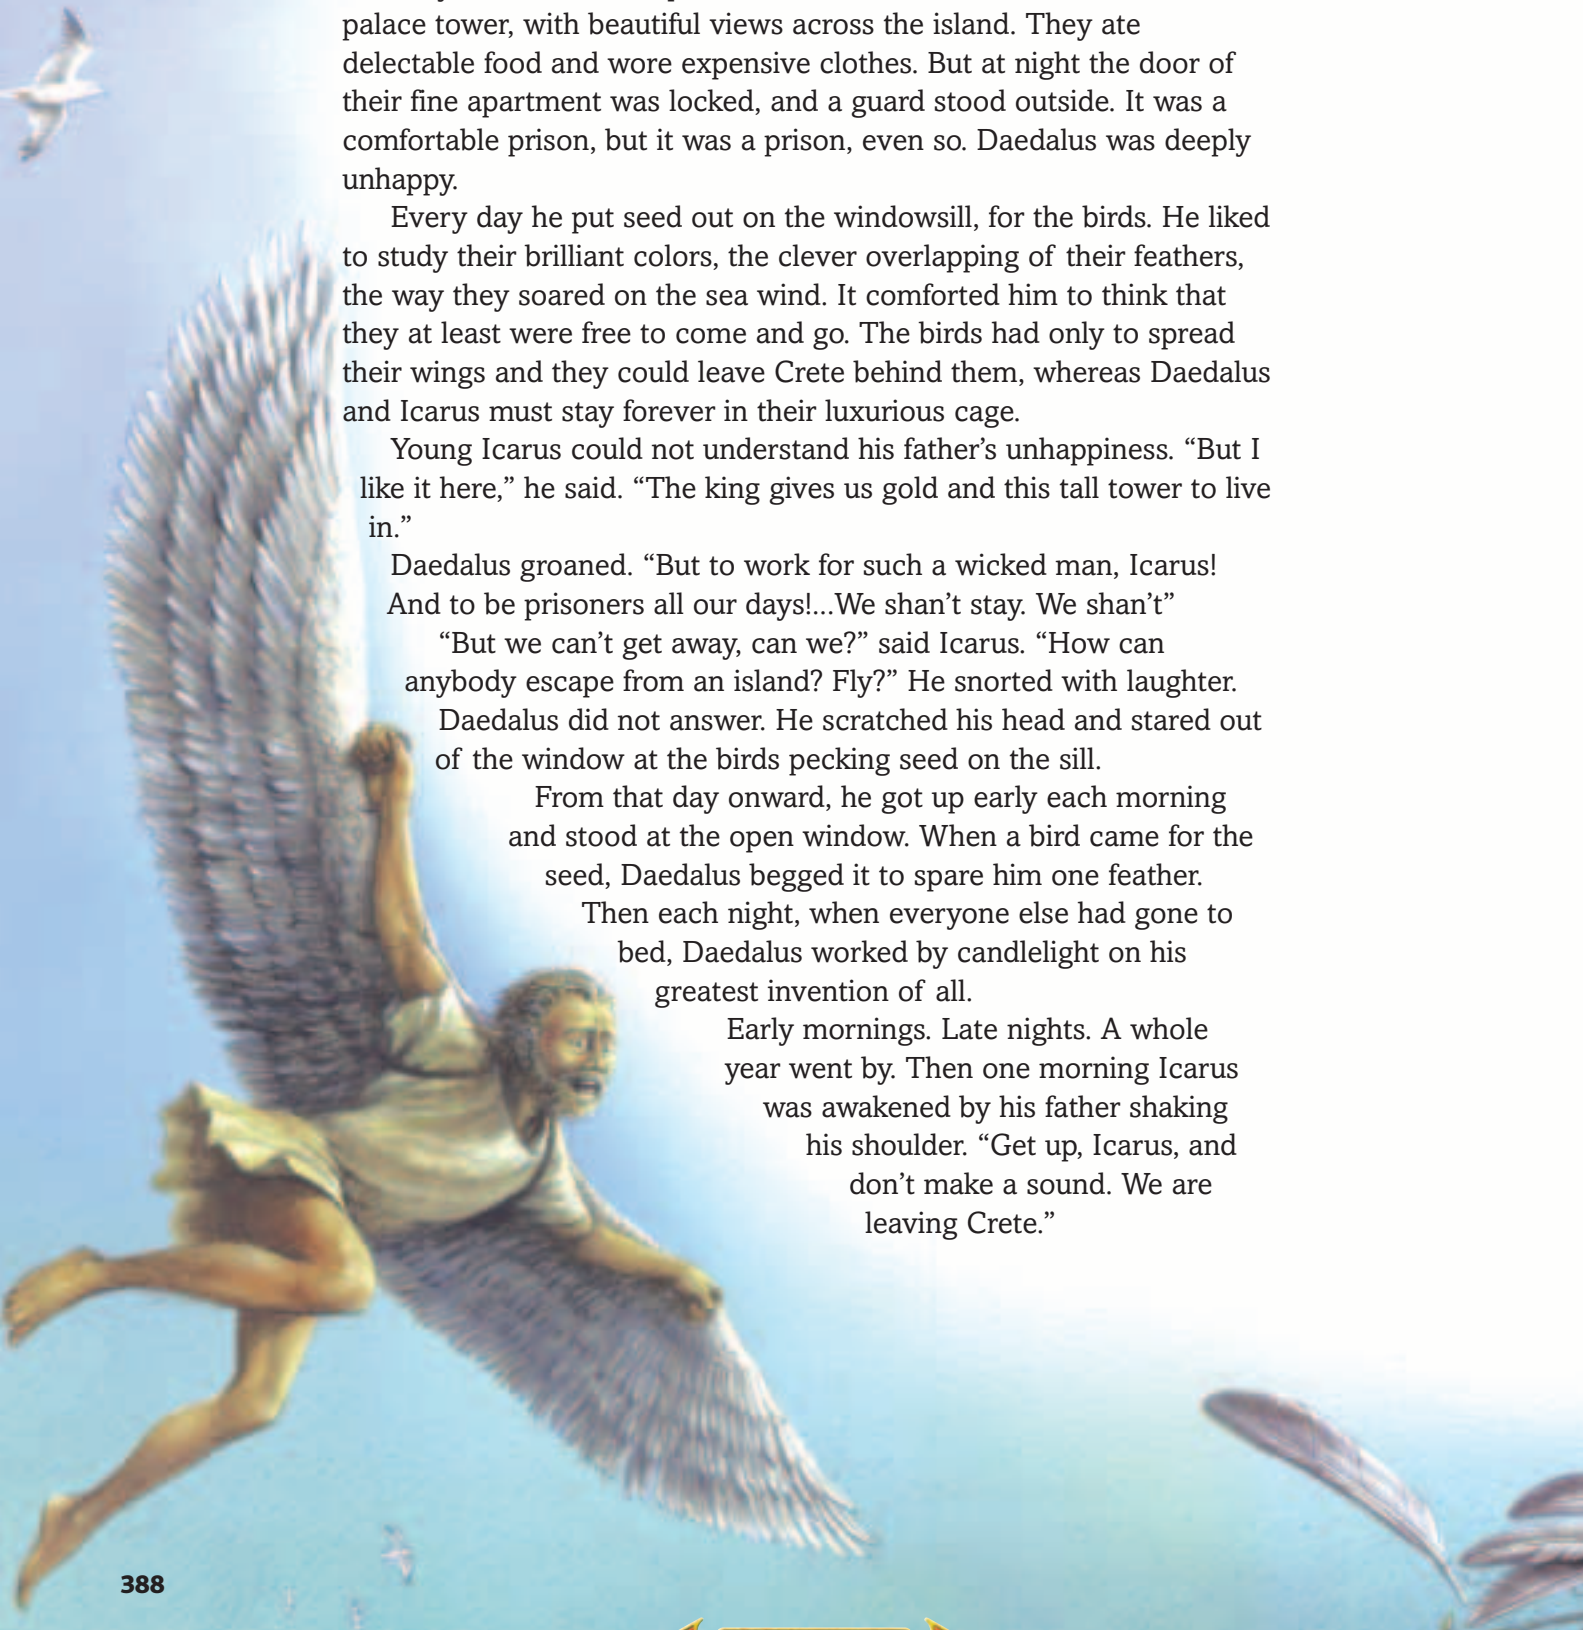 palace tower, with beautiful views across the island. They ate
delectable food and wore expensive clothes. But at night the door of
their fine apartment was locked, and a guard stood outside. It was a
comfortable prison, but it was a prison, even so. Daedalus was deeply
unhappy.
Every day he put seed out on the windowsill, for the birds. He liked
to study their brilliant colors, the clever overlapping of their feathers,
the way they soared on the sea wind. It comforted him to think that
they at least were free to come and go. The birds had only to spread
their wings and they could leave Crete behind them, whereas Daedalus
and Icarus must stay forever in their luxurious cage.
Young Icarus could not understand his father’s unhappiness. “But I
like it here,” he said. “The king gives us gold and this tall tower to live
in.”
Daedalus groaned. “But to work for such a wicked man, Icarus!
And to be prisoners all our days!...We shan’t stay. We shan’t”
“But we can’t get away, can we?” said Icarus. “How can
anybody escape from an island? Fly?” He snorted with laughter.
Daedalus did not answer. He scratched his head and stared out
of the window at the birds pecking seed on the sill.
From that day onward, he got up early each morning
and stood at the open window. When a bird came for the
seed, Daedalus begged it to spare him one feather.
Then each night, when everyone else had gone to
bed, Daedalus worked by candlelight on his
greatest invention of all.
Early mornings. Late nights. A whole
year went by. Then one morning Icarus
was awakened by his father shaking
his shoulder. “Get up, Icarus, and
don’t make a sound. We are
leaving Crete.”
388